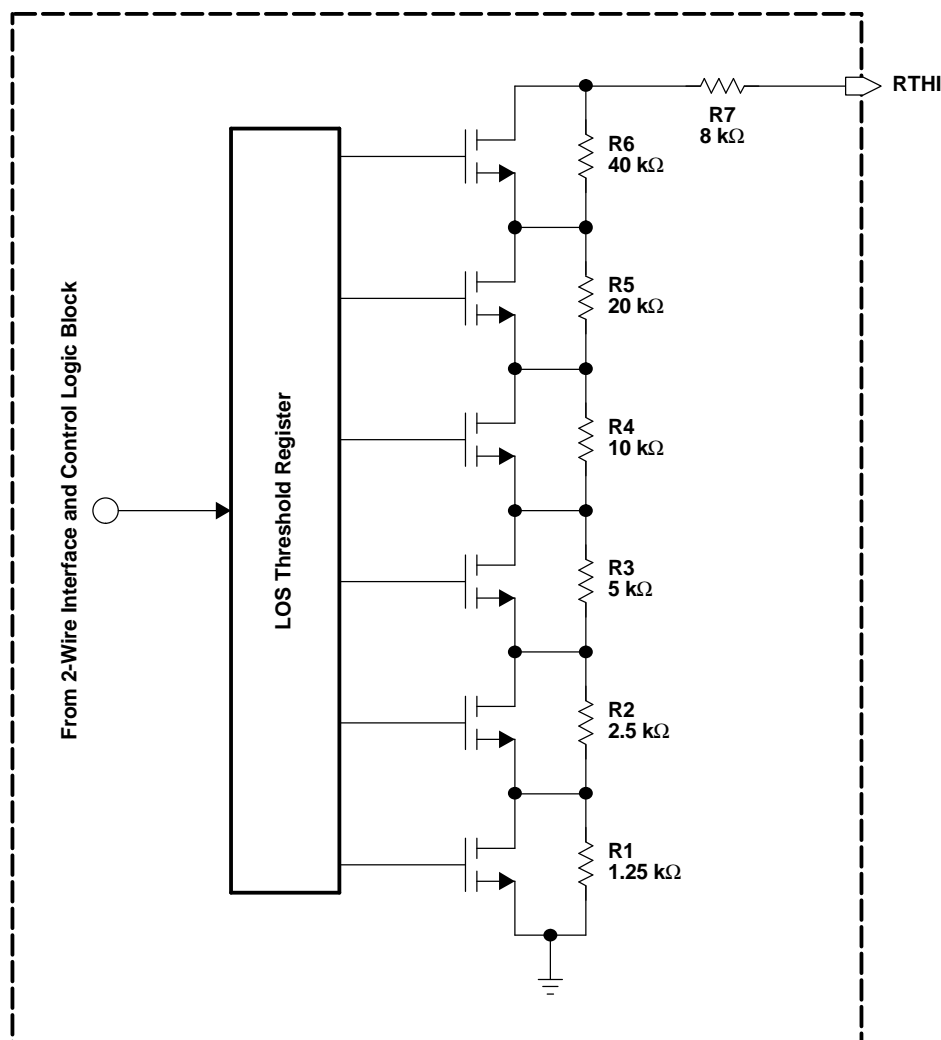 RTHI
R7
8 kΩ
R6
40 kΩ
R5
20 kΩ
R4
10 kΩ
R3
5 kΩ
R2
2.5 kΩ
R1
1.25 kΩ
LOS Threshold Register
From 2-Wire Interface and Control Logic Block